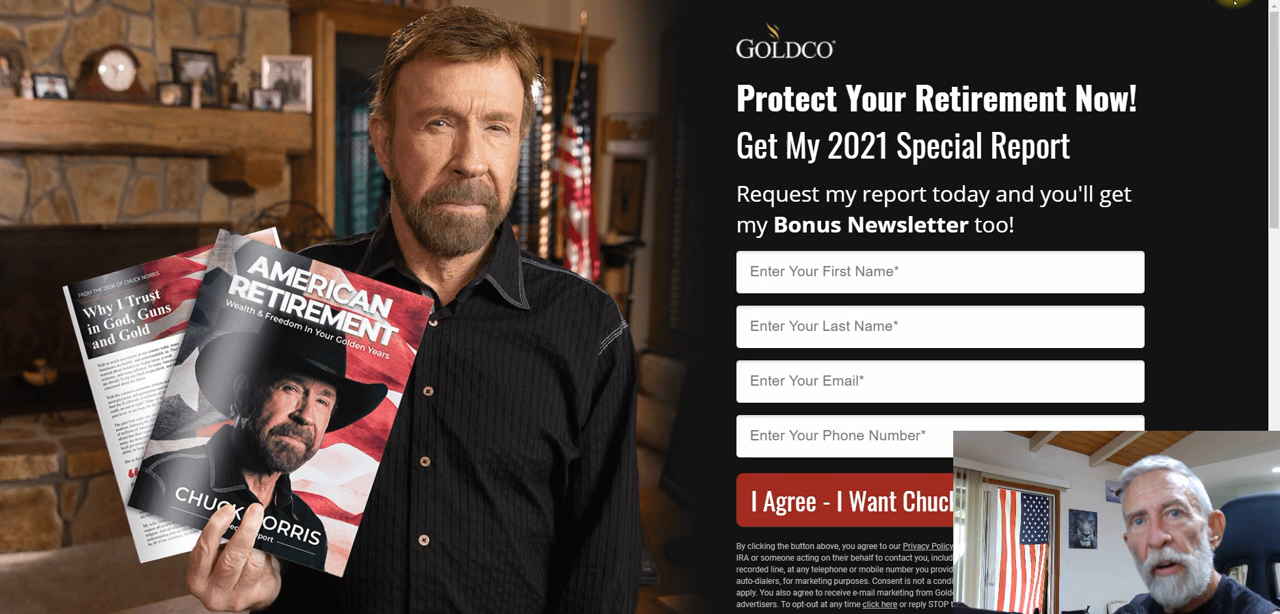 GOLDCO
Protect Your Retirement Now!
Get My 2021 Special Report
Request my report today and you'll get
my Bonus Newsletter too!
Enter Your First Name*
Enter Your Last Name*
Enter Your Email*
Enter Your Phone Number*
I Agree - I Want Chuc
By clicking the button above, you agree to our Privacy Policy
IRA or someone acting on their behalf to contact you, includ
recorded line, at any telephone or mobile number you provid
auto-dialers, for marketing purposes. Consent is not a condi
apply. You also agree to receive e-mail marketing from Gold
advertisers. To opt-out at any time click here or reply STOP t
FROM THE DESK OF CHUCK NORRIS
Why I Trust
in God, Guns
and Gold
AMERICAN
RETIREMENT
Wealth & Freedom In Your Golden Years
CHUCK NORRIS